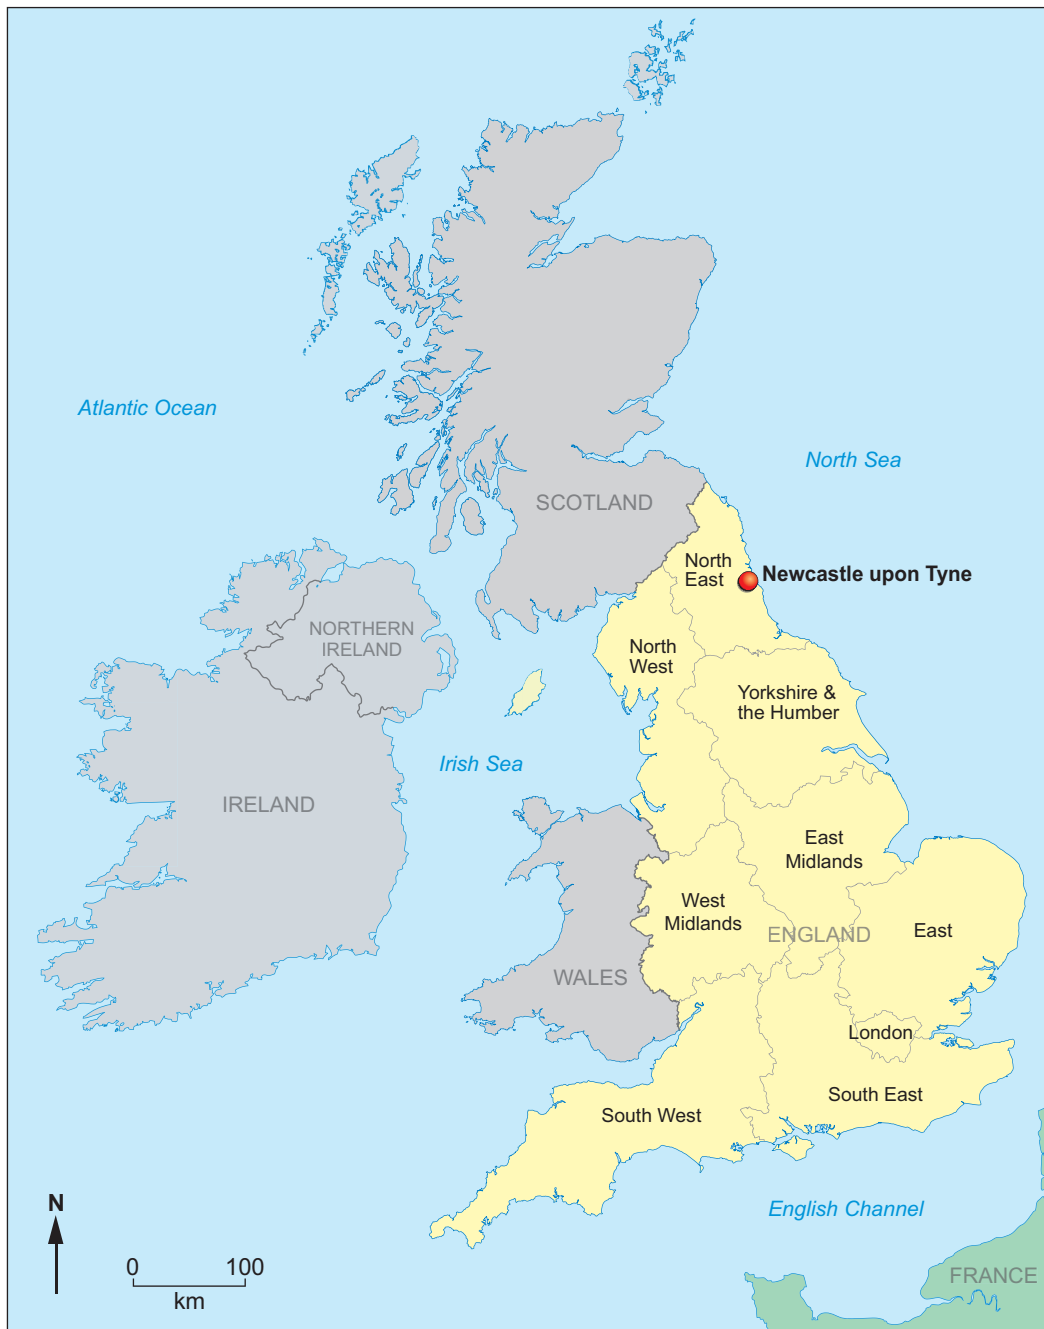 Atlantic Ocean
North Sea
SCOTLAND
North
East
Newcastle upon Tyne
NORTHERN
IRELAND
North
West
Yorkshire &
the Humber
Irish Sea
IRELAND
East
Midlands
West
Midlands
ENGLAND
East
WALES
London
South East
South West
N
English Channel
0 100
km
FRANCE